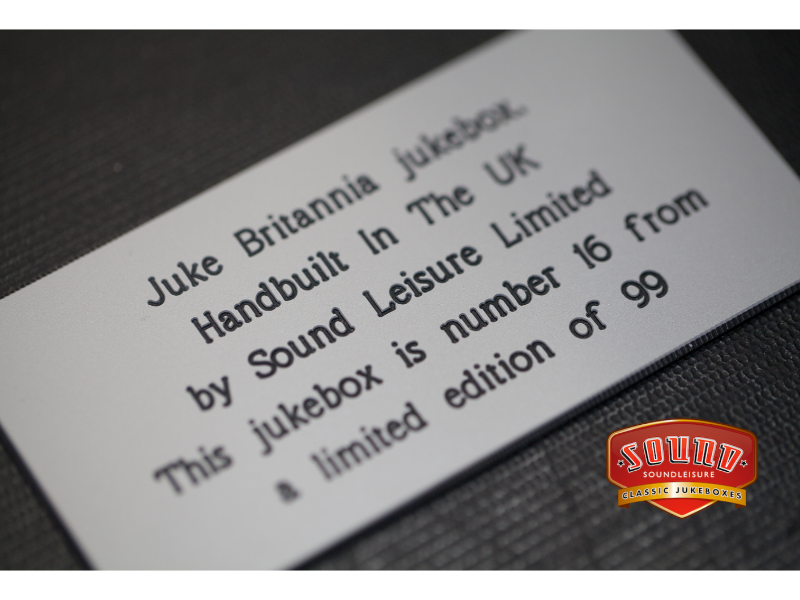 Juke Britannia jukebox.
Handbuilt In The UK
by Sound Leisure Limited
This jukebox is number 16 from
a limited edition of 99
SOUND
SOUNDLEISURE
CLASSIC JUKEBOXES